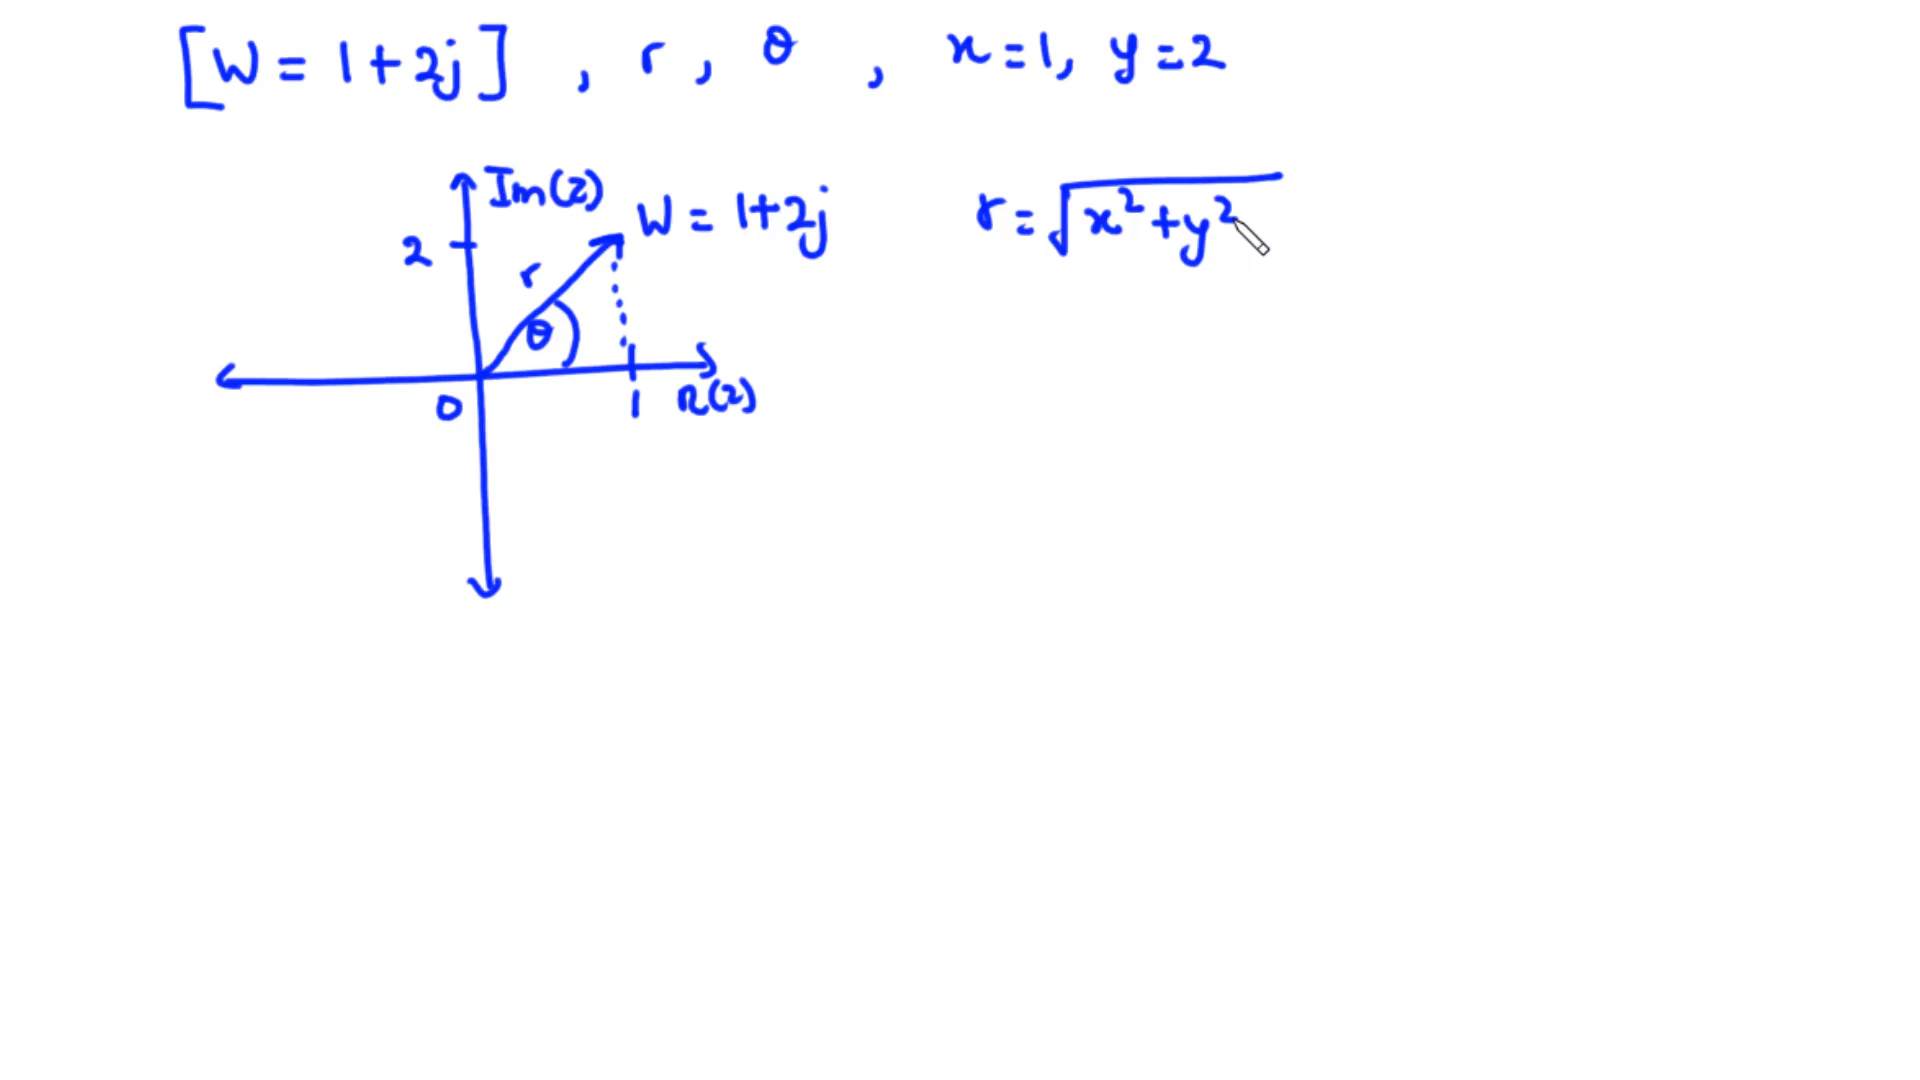 [W = 1+2j] , r , θ , x=1, y=2
Im(z)
W = 1+2j
r = √x²+y²
2
r
θ
0
1
R(z)